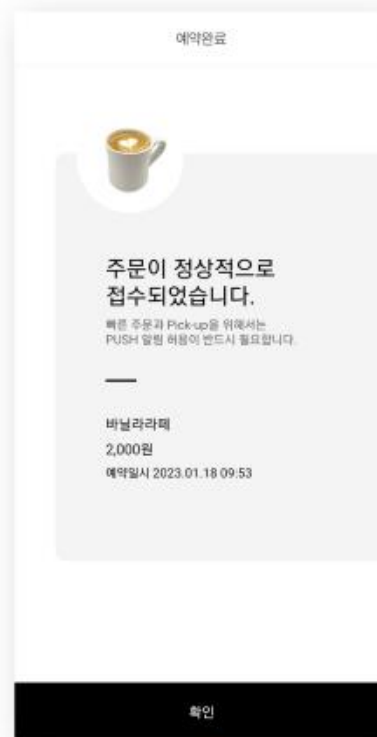 예약완료
주문이 정상적으로
접수되었습니다.
빠른 주문과 Pick-up을 위해서는
PUSH 알림 허용이 반드시 필요합니다.
바닐라라떼
2,000원
예약일시 2023.01.18 09:53
확인